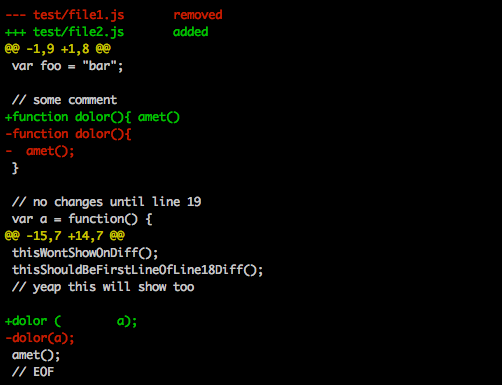 --- test/file1.js       removed
+++ test/file2.js       added
@@ -1,9 +1,8 @@
 var foo = "bar";

 // some comment
+function dolor(){ amet()
-function dolor(){
-  amet();
 }

 // no changes until line 19
 var a = function() {
@@ -15,7 +14,7 @@
 thisWontShowOnDiff();
 thisShouldBeFirstLineOfLine18Diff();
 // yeap this will show too

+dolor (        a);
-dolor(a);
 amet();
 // EOF